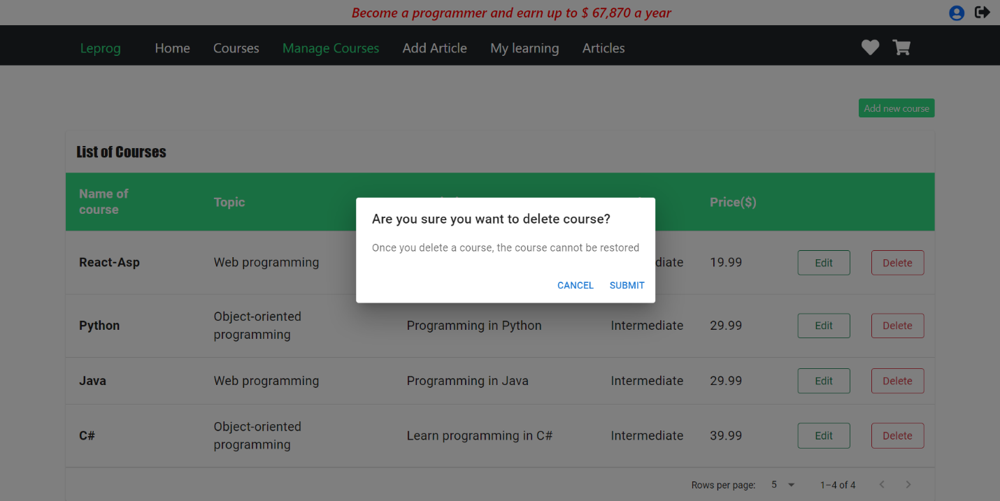 Become a programmer and earn up to $ 67,870 a year
Leprog Home Courses Manage Courses Add Article My learning Articles
Add new course
List of Courses
Name of course Topic Price($)
Are you sure you want to delete course?
Once you delete a course, the course cannot be restored
CANCEL SUBMIT
React-Asp Web programming 19.99 Edit Delete
Python Object-oriented programming Programming in Python Intermediate 29.99 Edit Delete
Java Web programming Programming in Java Intermediate 29.99 Edit Delete
C# Object-oriented programming Learn programming in C# Intermediate 39.99 Edit Delete
Rows per page: 5 1–4 of 4